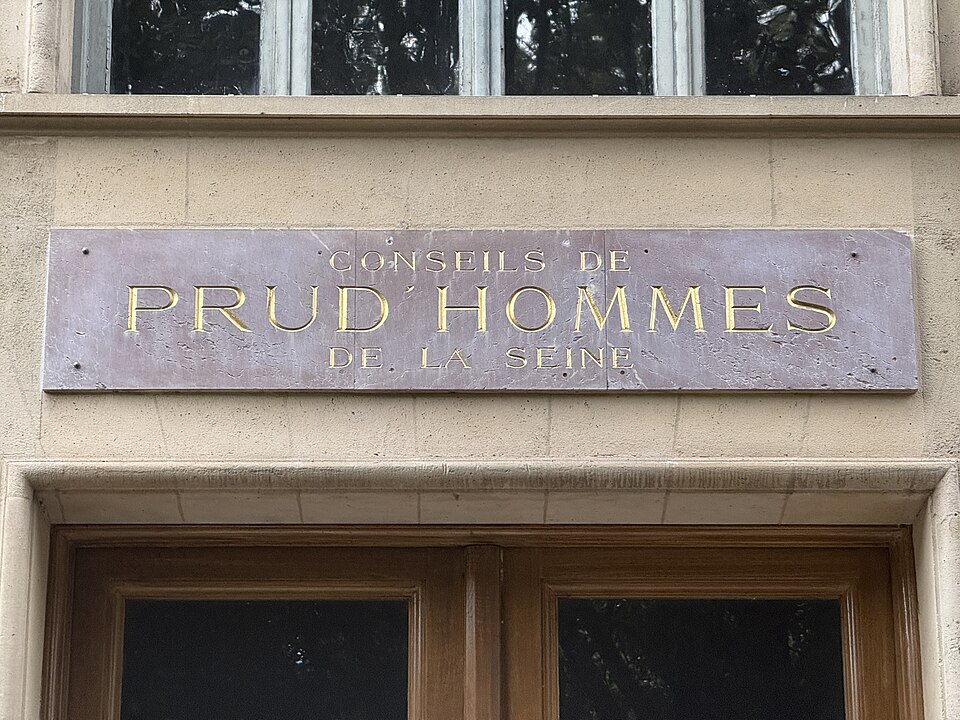 CONSEILS DE
PRUD'HOMMES
DE LA SEINE